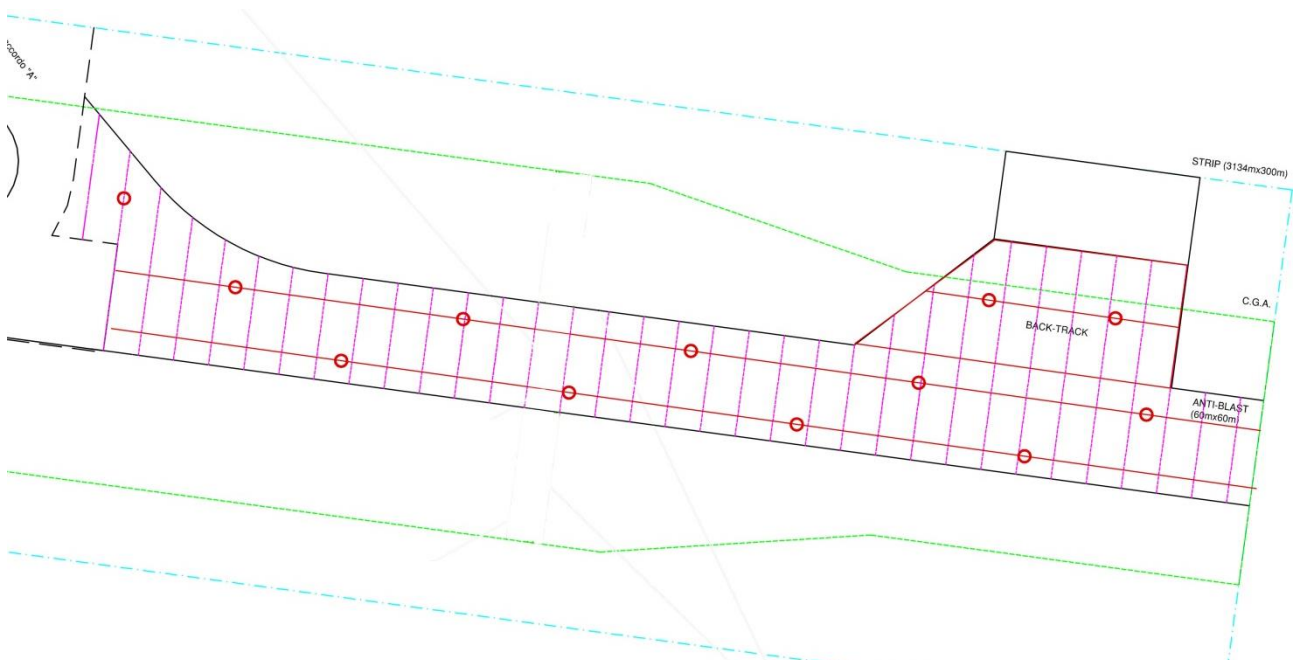 ccordo "A"
STRIP (3134mx300m)
C.G.A.
BACK-TRACK
ANTI-BLAST
(60mx60m)